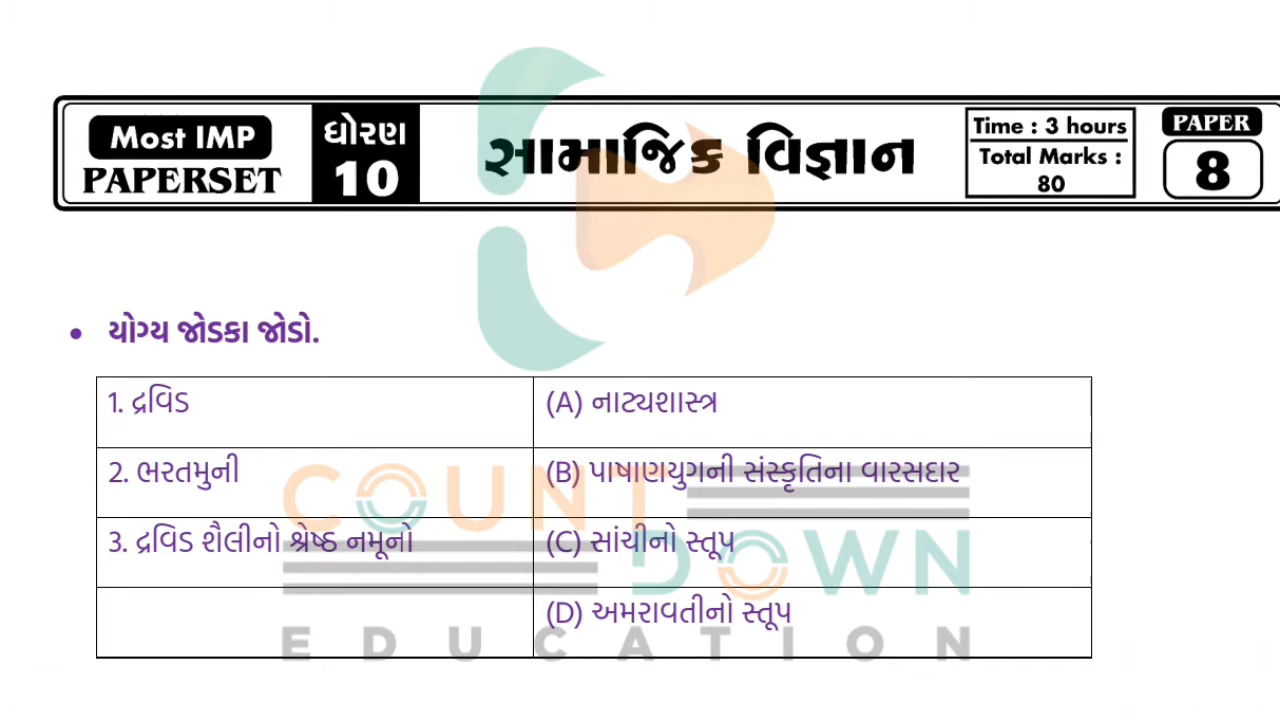 Most IMP
PAPERSET
ધોરણ
10
સામાજિક વિજ્ઞાન
Time : 3 hours
Total Marks :
80
PAPER
8
• યોગ્ય જોડકા જોડો.
1. દ્રવિડ
(A) નાટ્યશાસ્ત્ર
2. ભરતમુની
(B) પાષાણયુગની સંસ્કૃતિના વારસદાર
3. દ્રવિડ શૈલીનો શ્રેષ્ઠ નમૂનો
(C) સાંચીનો સ્તૂપ
(D) અમરાવતીનો સ્તૂપ
COUNT
DOWN
EDUCATION